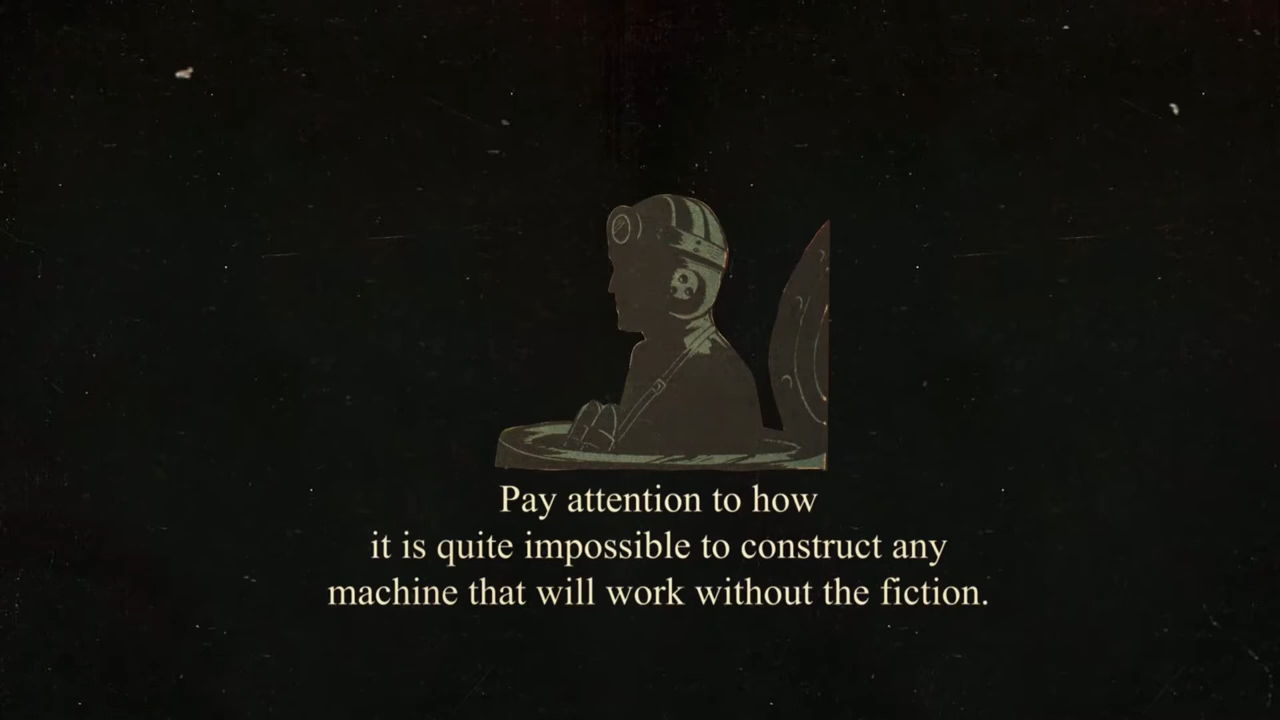 Pay attention to how
it is quite impossible to construct any
machine that will work without the fiction.